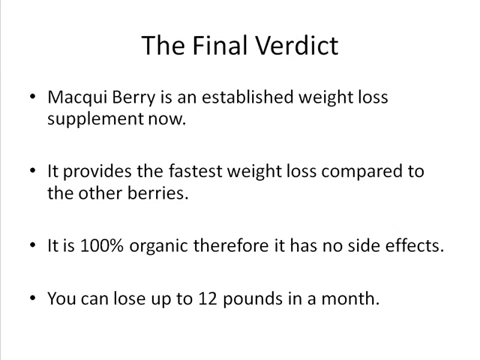 The Final Verdict
• Macqui Berry is an established weight loss
supplement now.
• It provides the fastest weight loss compared to
the other berries.
• It is 100% organic therefore it has no side effects.
• You can lose up to 12 pounds in a month.